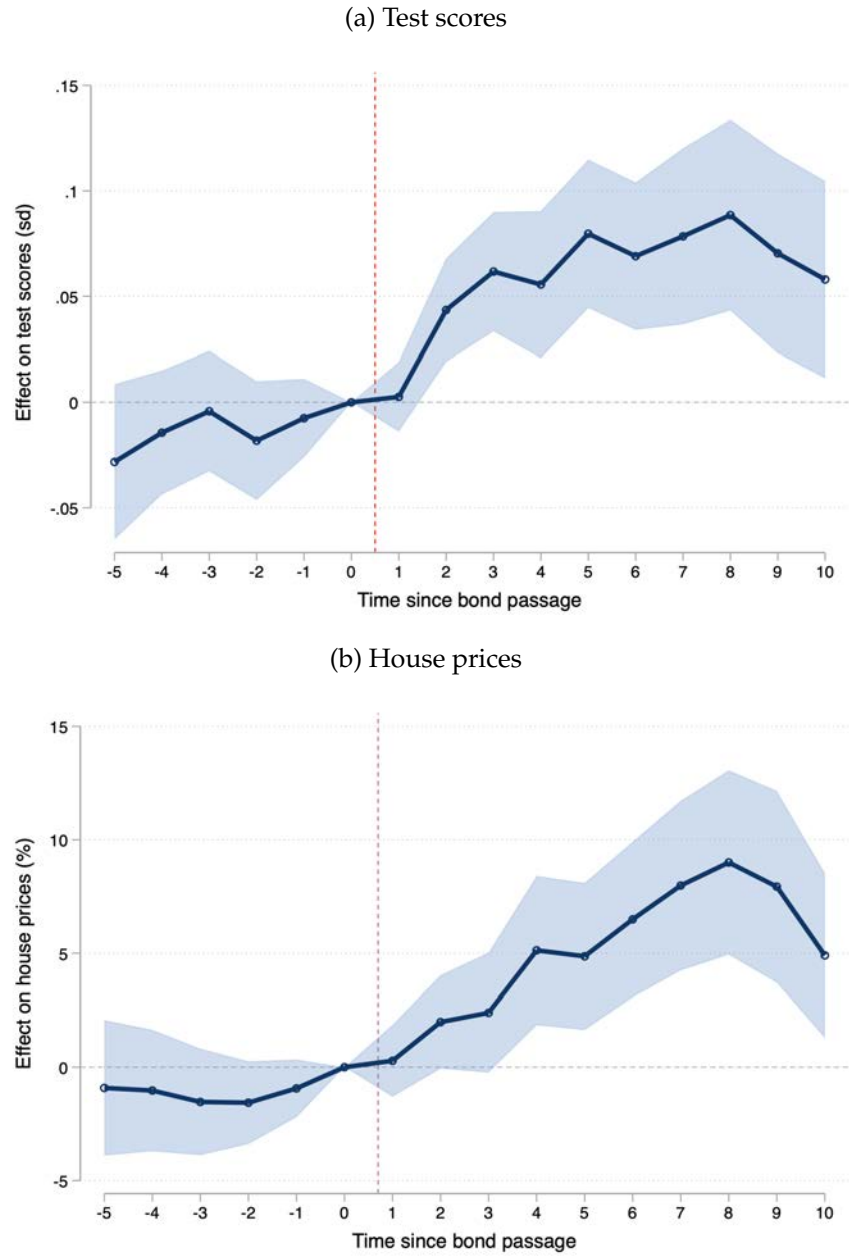 (a) Test scores
.15
.1
.05
0
-.05
Effect on test scores (sd)
-5 -4 -3 -2 -1 0 1 2 3 4 5 6 7 8 9 10
Time since bond passage
(b) House prices
15
10
5
0
-5
Effect on house prices (%)
-5 -4 -3 -2 -1 0 1 2 3 4 5 6 7 8 9 10
Time since bond passage